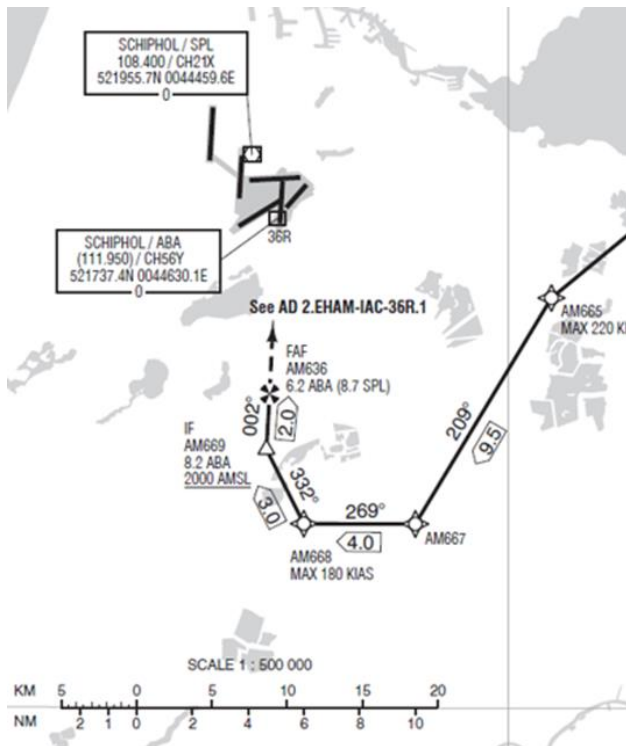 SCHIPHOL / SPL
108.400 / CH21X
521955.7N 0044459.6E
0
SCHIPHOL / ABA
(111.950) / CH56Y
521737.4N 0044630.1E
0
36R
See AD 2.EHAM-IAC-36R.1
AM665
MAX 220 KI
FAF
AM636
6.2 ABA (8.7 SPL)
002°
2.0
IF
AM669
8.2 ABA
2000 AMSL
332°
3.0
209°
9.5
269°
4.0
AM667
AM668
MAX 180 KIAS
SCALE 1 : 500 000
KM 5 0 5 10 15 20
NM 2 1 0 2 4 6 8 10